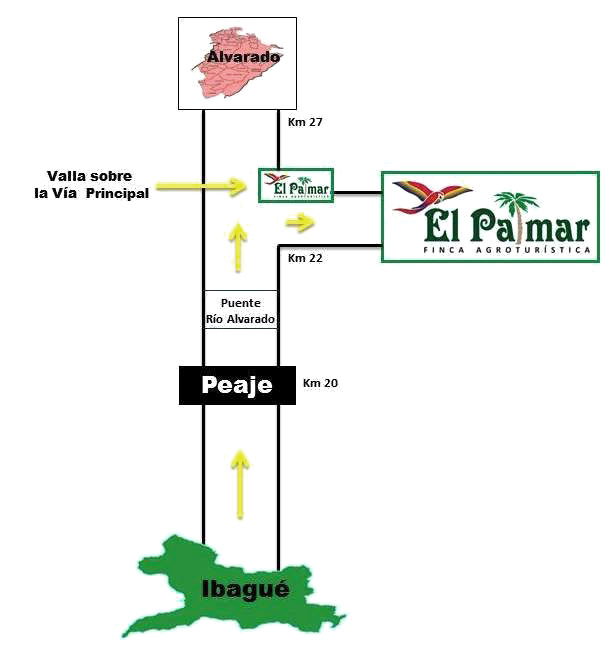 Alvarado
Km 27
Valla sobre
la Vía Principal
El Palmar
FINCA AGROTURÍSTICA
El Palmar
FINCA AGROTURÍSTICA
Km 22
Puente
Río Alvarado
Peaje
Km 20
Ibagué